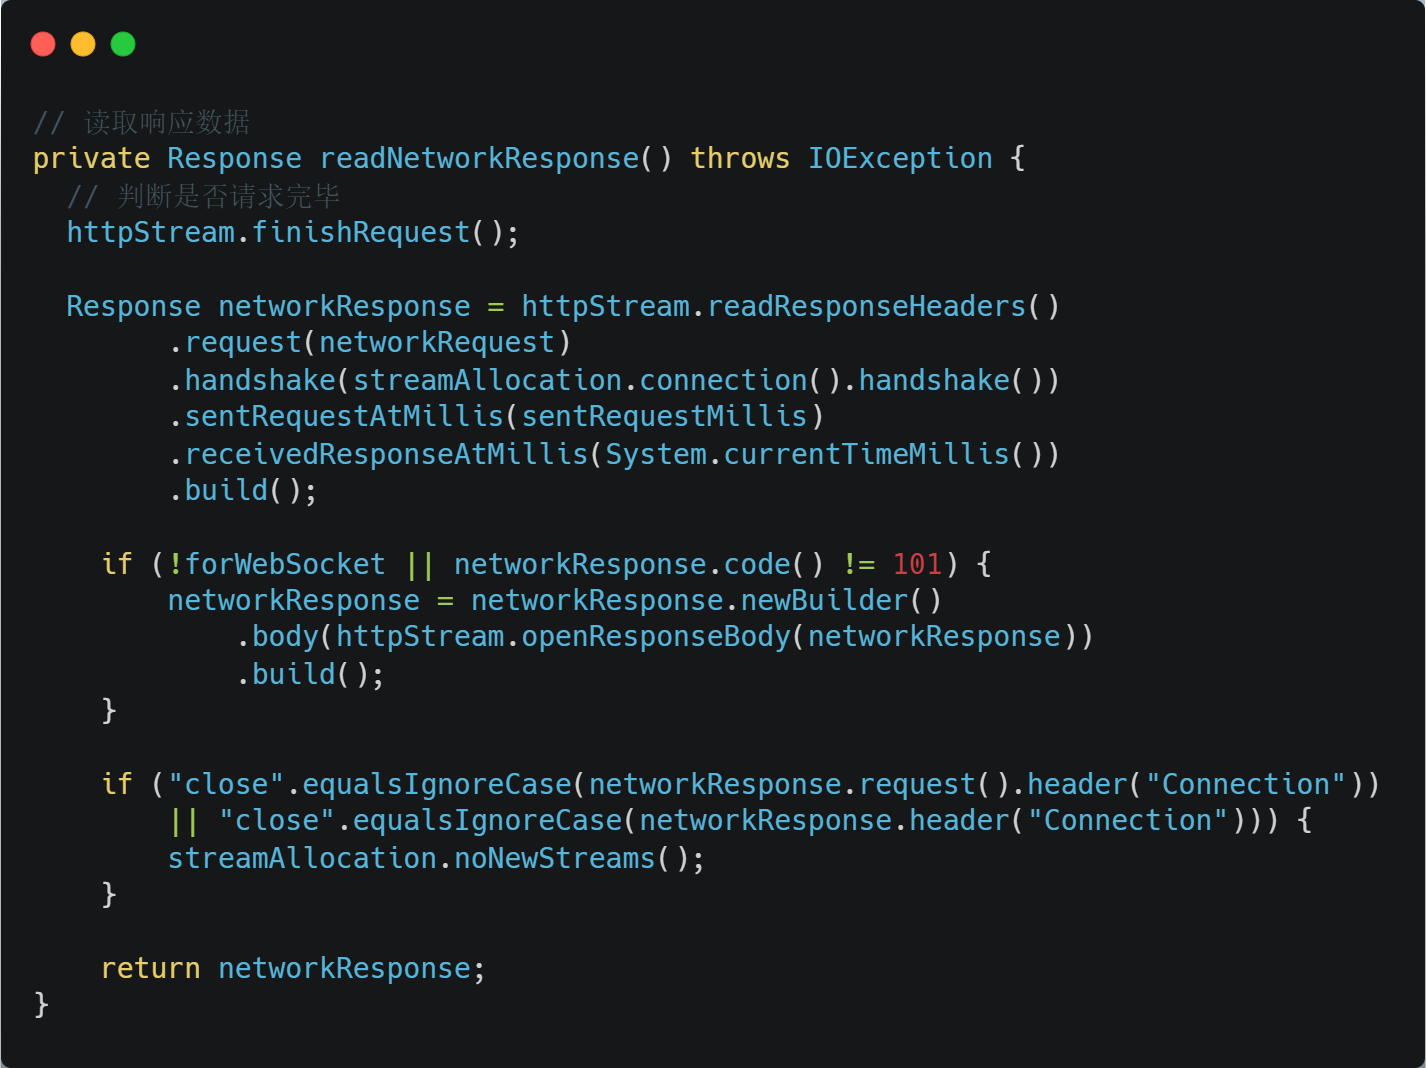 // 读取响应数据
private Response readNetworkResponse() throws IOException {
  // 判断是否请求完毕
  httpStream.finishRequest();

  Response networkResponse = httpStream.readResponseHeaders()
        .request(networkRequest)
        .handshake(streamAllocation.connection().handshake())
        .sentRequestAtMillis(sentRequestMillis)
        .receivedResponseAtMillis(System.currentTimeMillis())
        .build();

    if (!forWebSocket || networkResponse.code() != 101) {
        networkResponse = networkResponse.newBuilder()
            .body(httpStream.openResponseBody(networkResponse))
            .build();
    }

    if ("close".equalsIgnoreCase(networkResponse.request().header("Connection"))
        || "close".equalsIgnoreCase(networkResponse.header("Connection"))) {
        streamAllocation.noNewStreams();
    }

    return networkResponse;
}